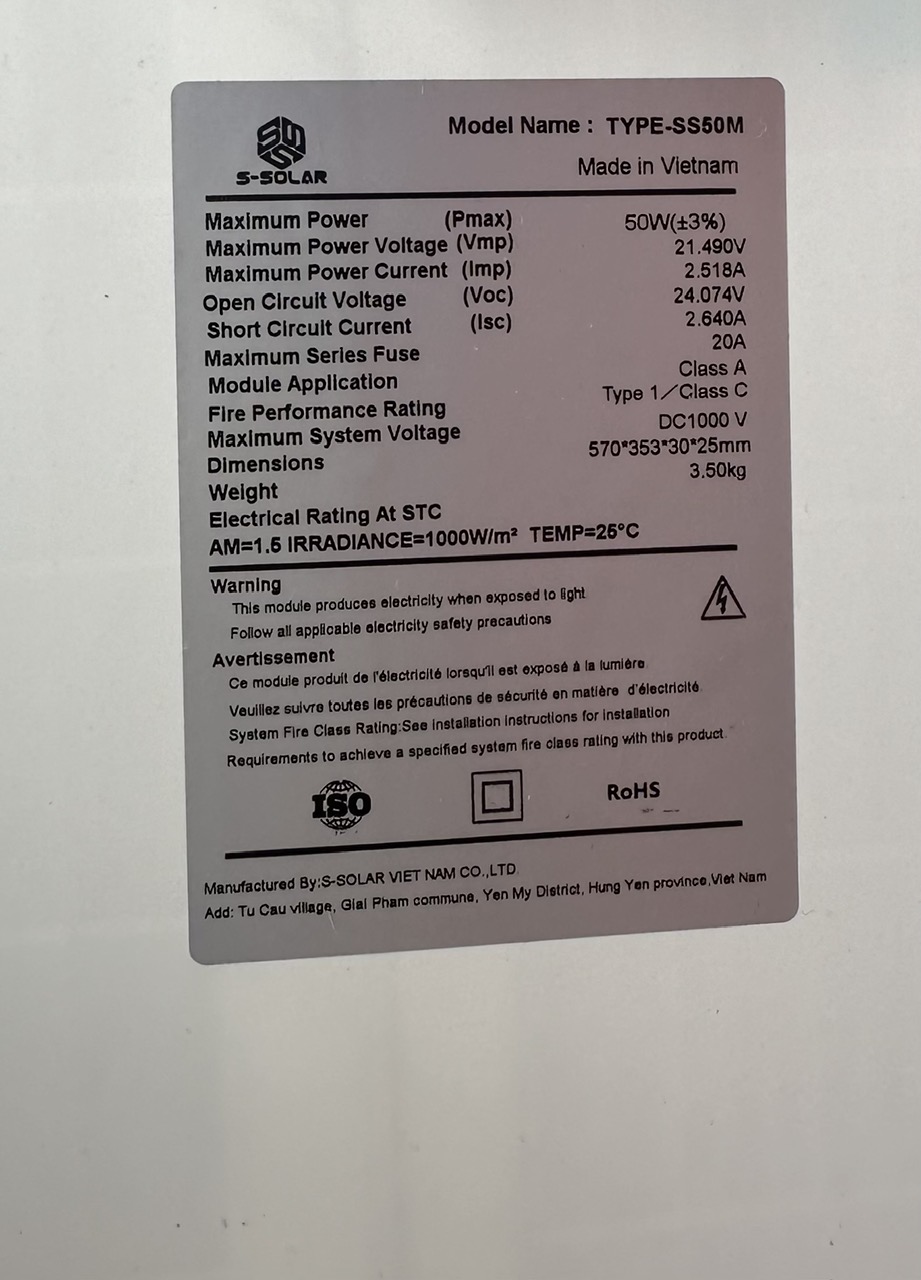 S-SOLAR
Model Name : TYPE-SS50M
Made in Vietnam
Maximum Power (Pmax) 50W(±3%)
Maximum Power Voltage (Vmp) 21.490V
Maximum Power Current (Imp) 2.518A
Open Circuit Voltage (Voc) 24.074V
Short Circuit Current (Isc) 2.640A
Maximum Series Fuse 20A
Module Application Class A
Fire Performance Rating Type 1/Class C
Maximum System Voltage DC1000 V
Dimensions 570*353*30*25mm
Weight 3.50kg
Electrical Rating At STC
AM=1.5 IRRADIANCE=1000W/m² TEMP=25°C
Warning
This module produces electricity when exposed to light
Follow all applicable electricity safety precautions
Avertissement
Ce module produit de l'électricité lorsqu'il est exposé à la lumière
Veuillez suivre toutes les précautions de sécurité en matière d'électricité
System Fire Class Rating:See installation instructions for installation
Requirements to achieve a specified system fire class rating with this product
ISO
RoHS
Manufactured By:S-SOLAR VIET NAM CO.,LTD
Add: Tu Cau village, Giai Pham commune, Yen My District, Hung Yen province,Viet Nam